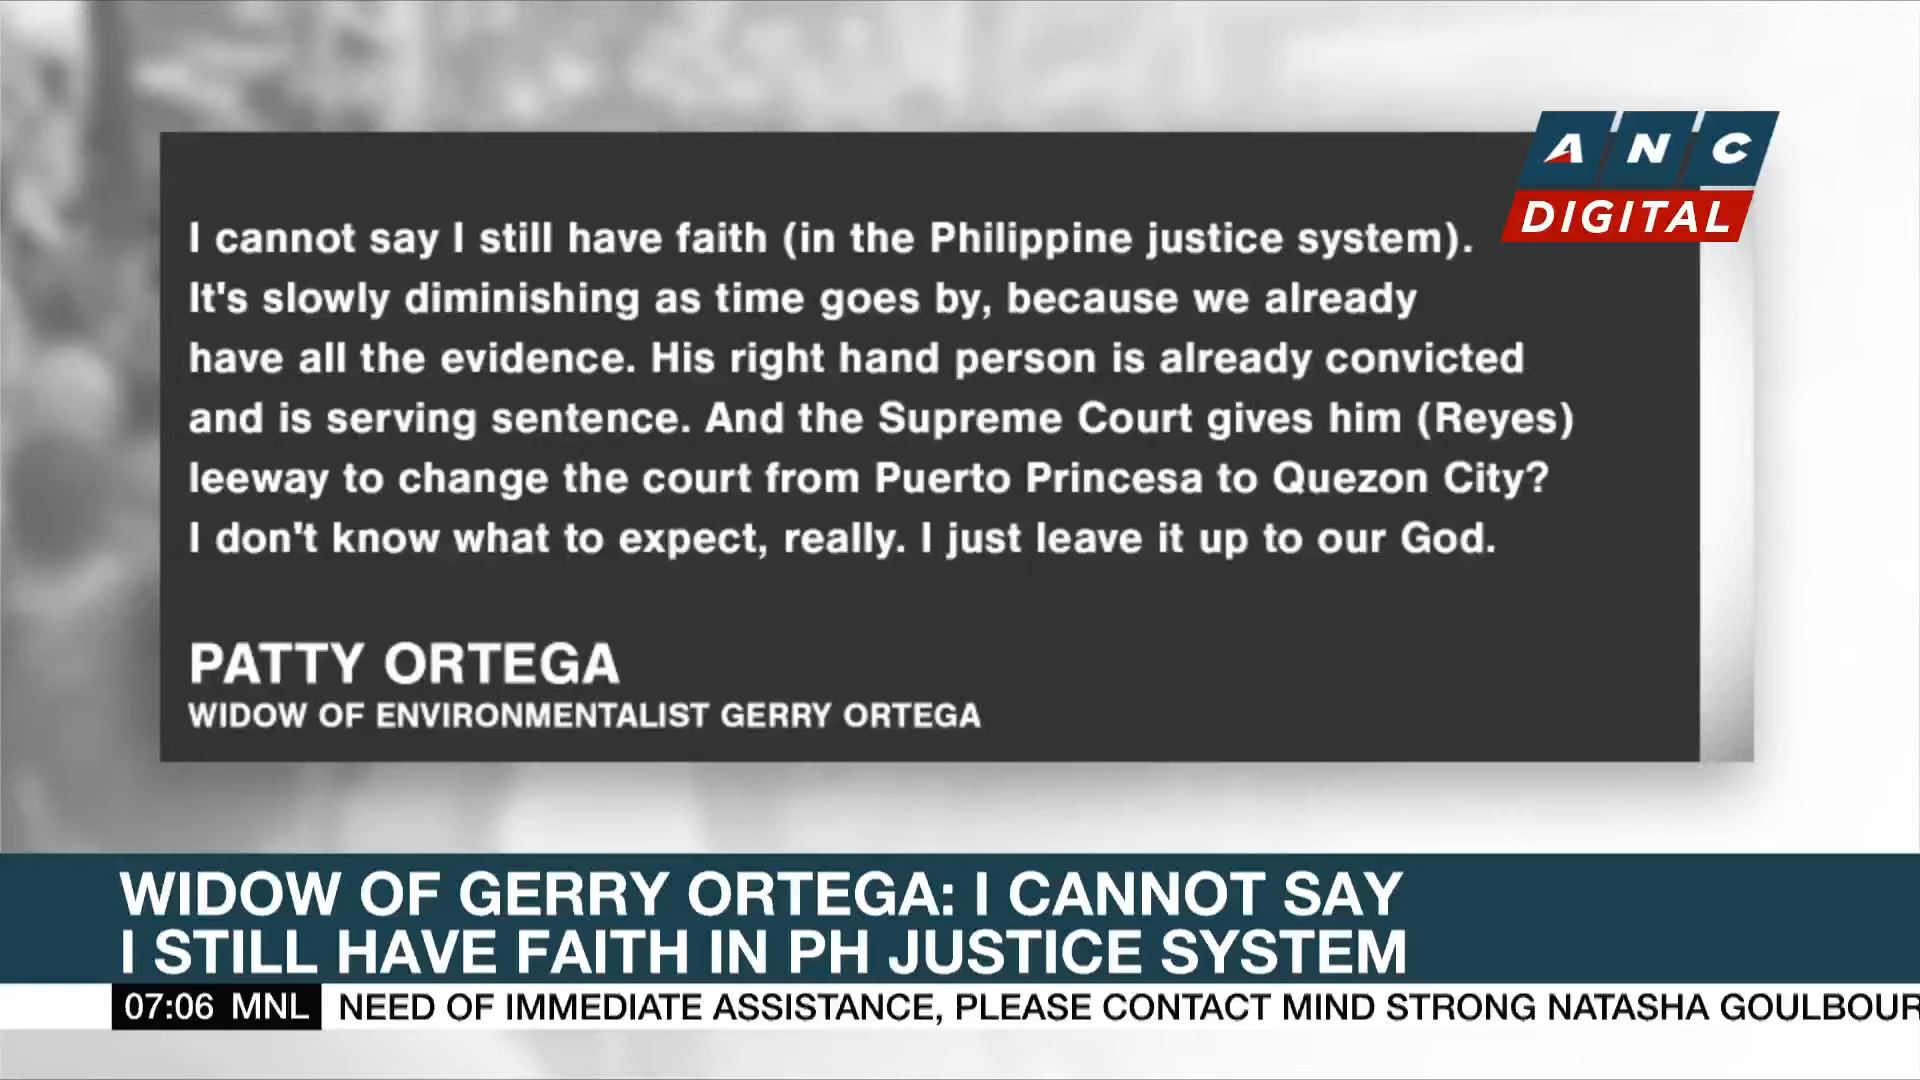 ANC
DIGITAL
I cannot say I still have faith (in the Philippine justice system).
It's slowly diminishing as time goes by, because we already
have all the evidence. His right hand person is already convicted
and is serving sentence. And the Supreme Court gives him (Reyes)
leeway to change the court from Puerto Princesa to Quezon City?
I don't know what to expect, really. I just leave it up to our God.
PATTY ORTEGA
WIDOW OF ENVIRONMENTALIST GERRY ORTEGA
WIDOW OF GERRY ORTEGA: I CANNOT SAY
I STILL HAVE FAITH IN PH JUSTICE SYSTEM
07:06 MNL NEED OF IMMEDIATE ASSISTANCE, PLEASE CONTACT MIND STRONG NATASHA GOULBOUR